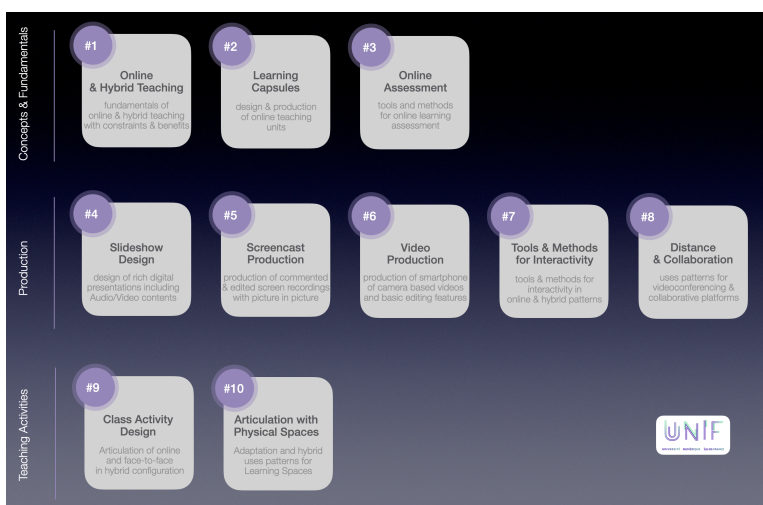 Concepts & Fundamentals
#1
Online
& Hybrid Teaching
fundamentals of
online & hybrid teaching
with constraints & benefits
#2
Learning
Capsules
design & production
of online teaching
units
#3
Online
Assessment
tools and methods
for online learning
assessment
Production
#4
Slideshow
Design
design of rich digital
presentations including
Audio/Video contents
#5
Screencast
Production
production of commented
& edited screen recordings
with picture in picture
#6
Video
Production
production of smartphone
of camera based videos
and basic editing features
#7
Tools & Methods
for Interactivity
tools & methods for
interactivity in
online & hybrid patterns
#8
Distance
& Collaboration
uses patterns for
videoconferencing &
collaborative platforms
Teaching Activities
#9
Class Activity
Design
Articulation of online
and face-to-face
in hybrid configuration
#10
Articulation with
Physical Spaces
Adaptation and hybrid
uses patterns for
Learning Spaces
UNIF